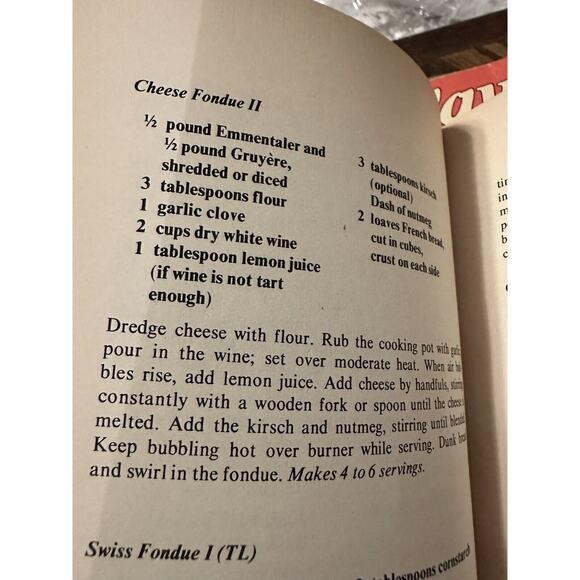 Cheese Fondue II
½ pound Emmentaler and
½ pound Gruyère,
shredded or diced
3 tablespoons flour
1 garlic clove
2 cups dry white wine
1 tablespoon lemon juice
(if wine is not tart
enough)
3 tablespoons kirsch
(optional)
Dash of nutmeg
2 loaves French bread,
cut in cubes,
crust on each side
Dredge cheese with flour. Rub the cooking pot with garlic
pour in the wine; set over moderate heat. When air bub-
bles rise, add lemon juice. Add cheese by handfuls, stirring
constantly with a wooden fork or spoon until the cheese is
melted. Add the kirsch and nutmeg, stirring until blended.
Keep bubbling hot over burner while serving. Dunk bread
and swirl in the fondue. Makes 4 to 6 servings.
Swiss Fondue I (TL)
tablespoons cornstarch